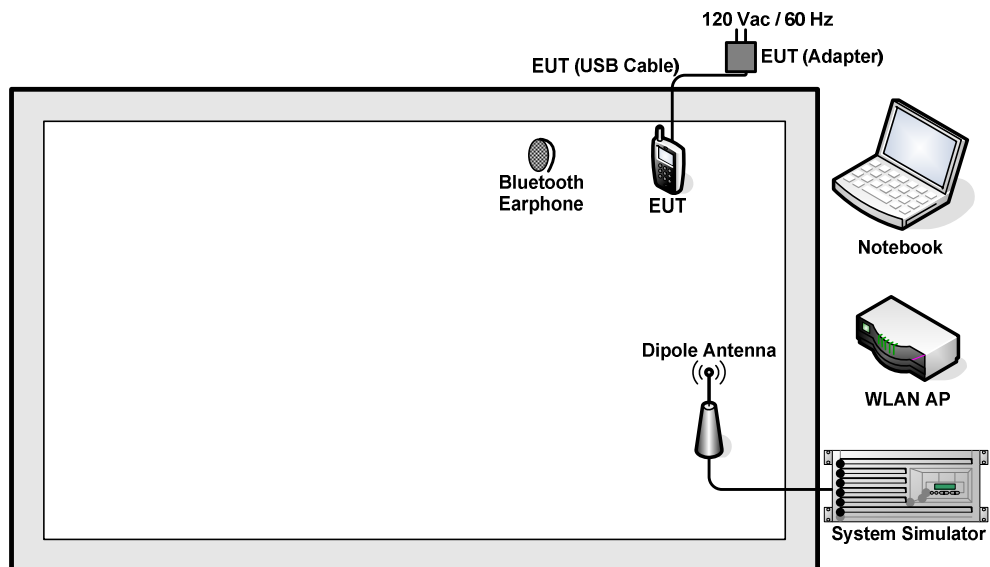 120 Vac / 60 Hz
EUT (Adapter)
EUT (USB Cable)
Bluetooth
Earphone
EUT
Notebook
Dipole Antenna
WLAN AP
System Simulator